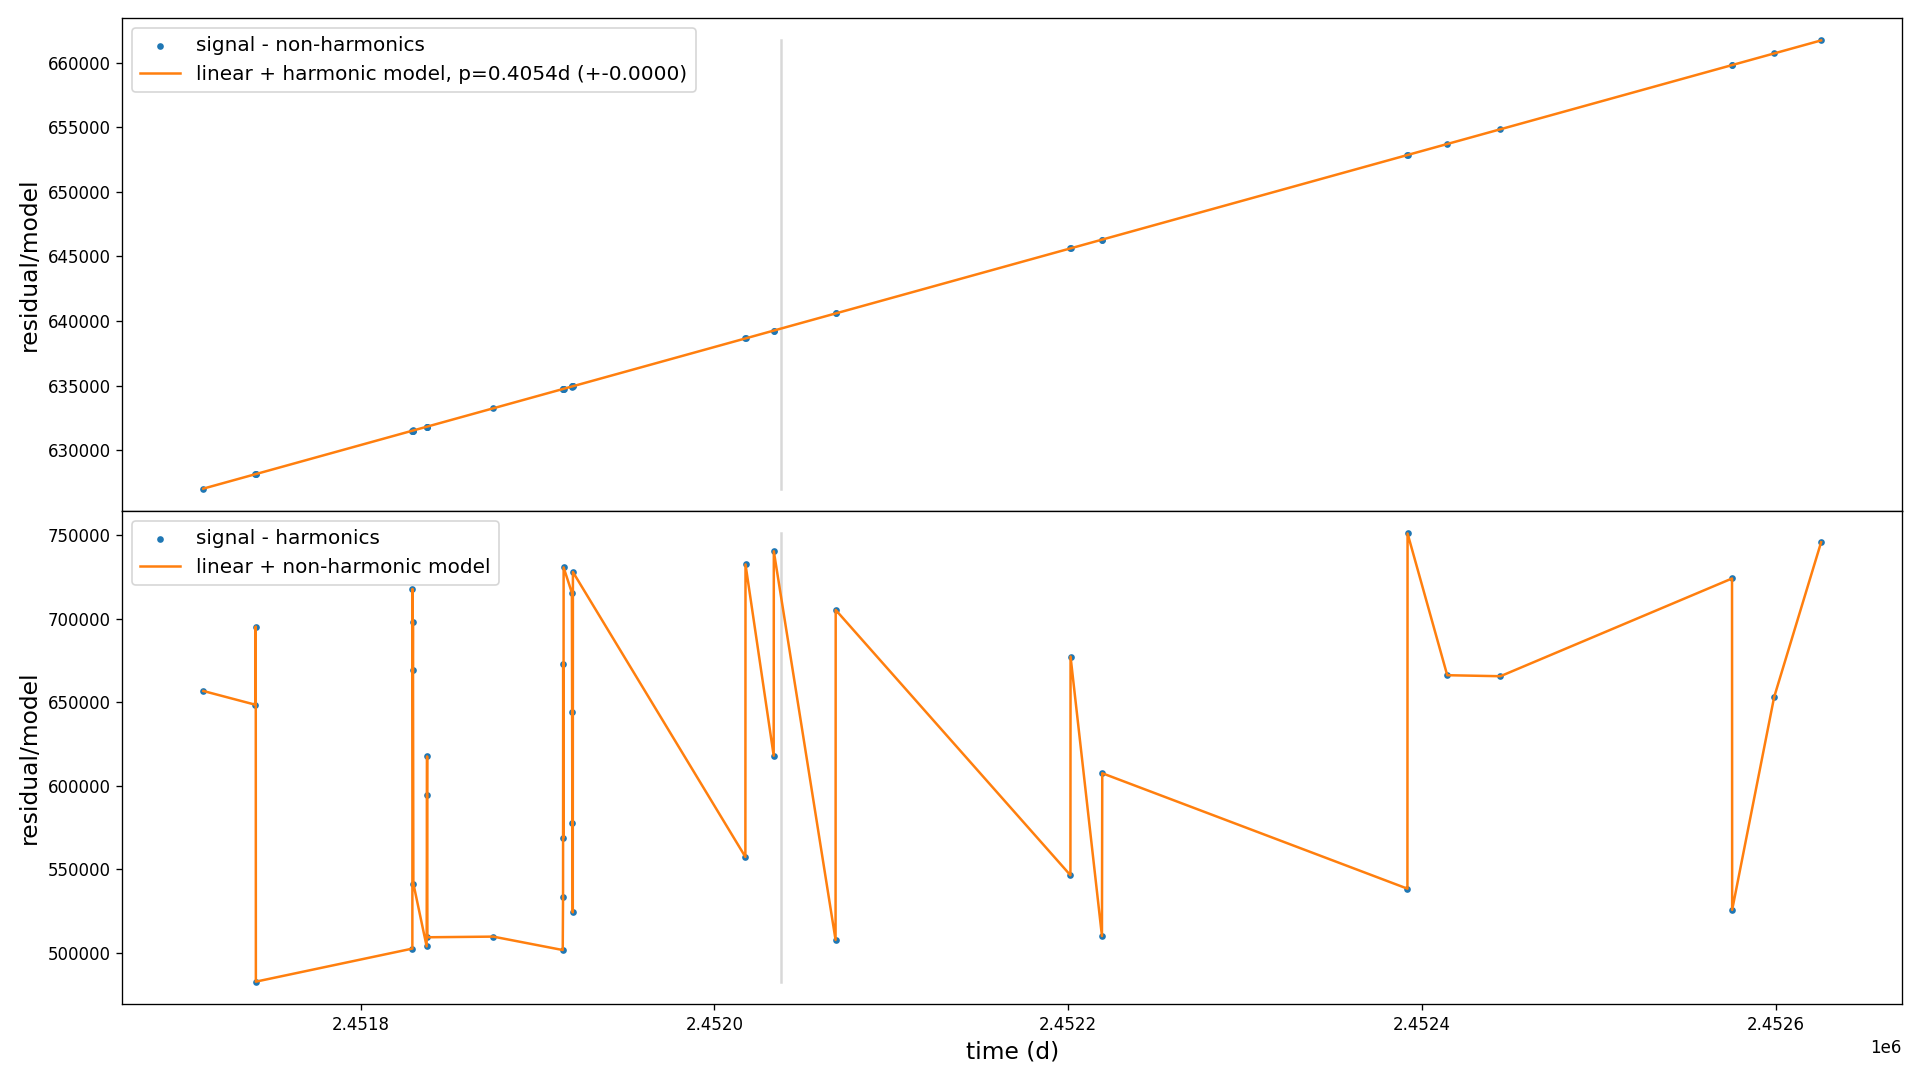 signal - non-harmonics
linear + harmonic model, p=0.4054d (+-0.0000)
660000
655000
650000
645000
640000
635000
630000
residual/model
signal - harmonics
linear + non-harmonic model
750000
700000
650000
600000
550000
500000
residual/model
2.4518
2.4520
2.4522
2.4524
2.4526
1e6
time (d)